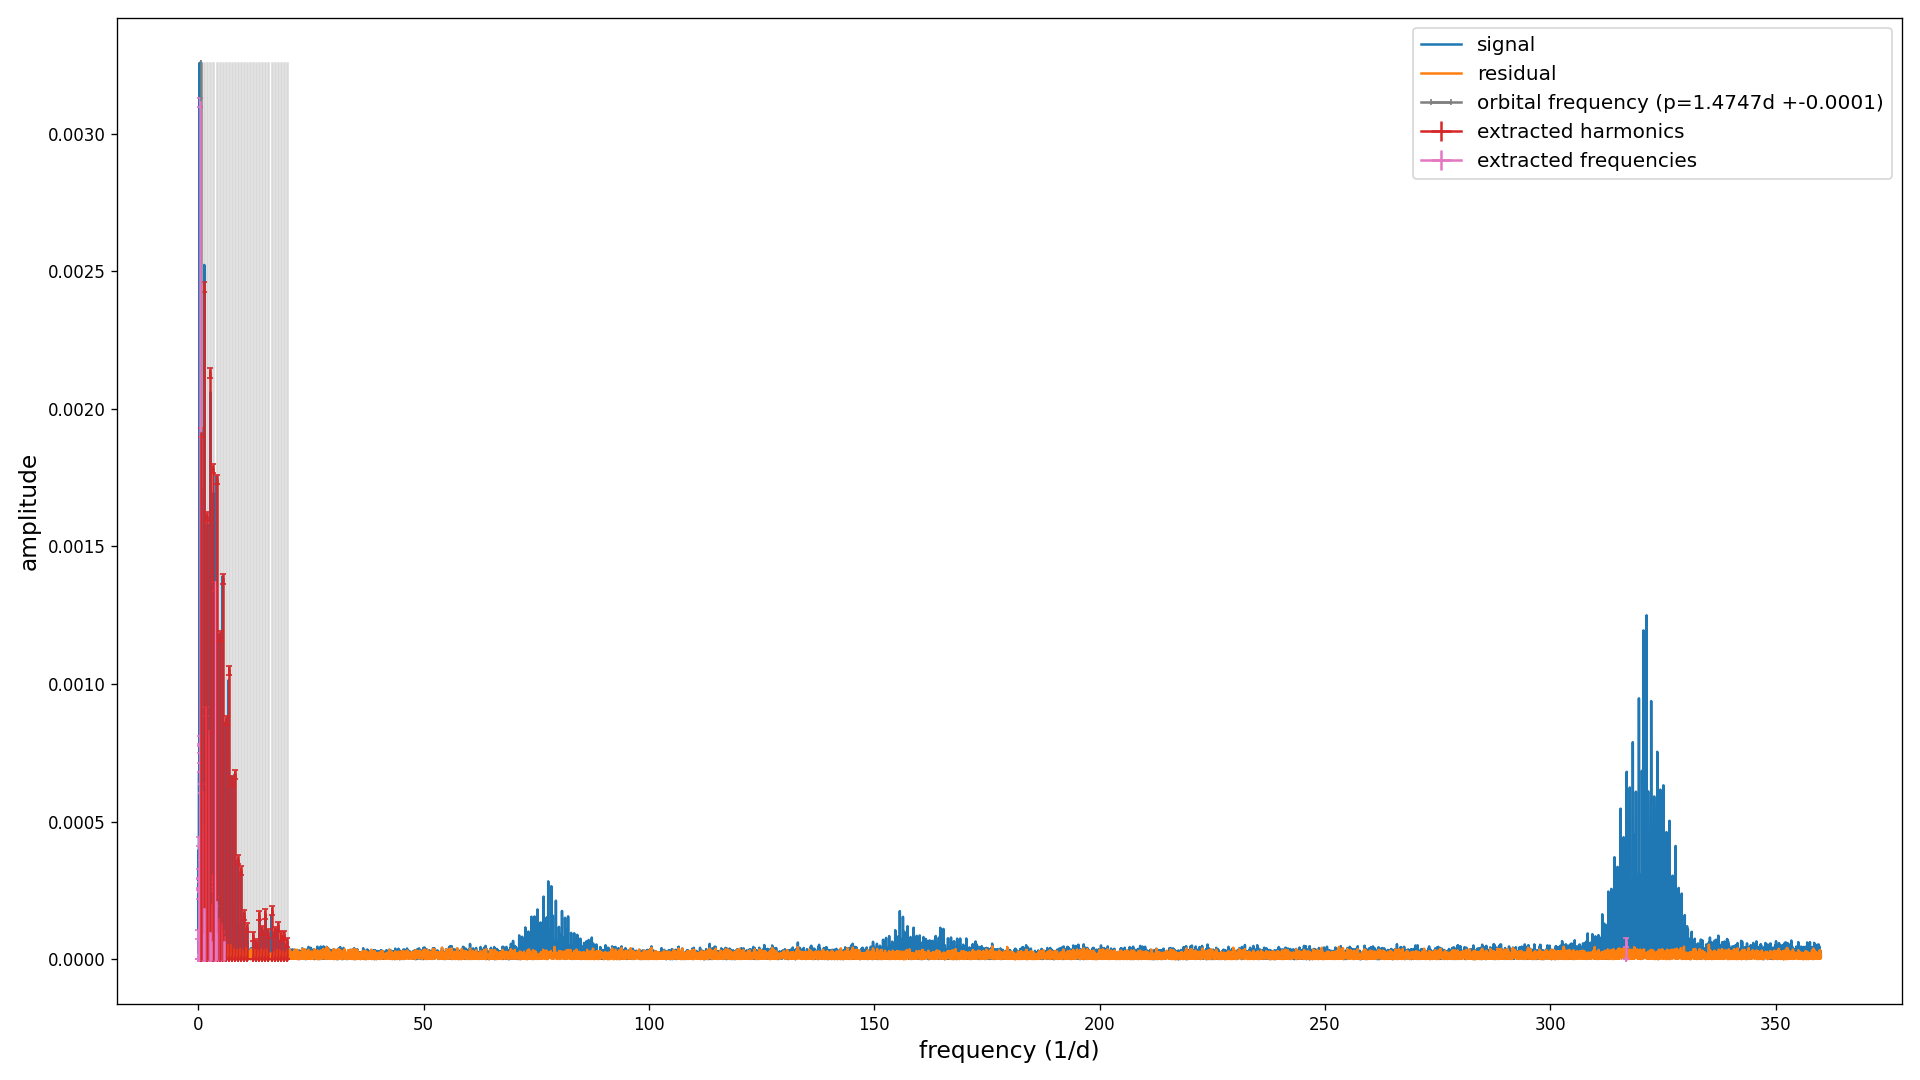 signal
residual
orbital frequency (p=1.4747d +-0.0001)
extracted harmonics
extracted frequencies
0.0030
0.0025
0.0020
0.0015
0.0010
0.0005
0.0000
amplitude
0 50 100 150 200 250 300 350
frequency (1/d)